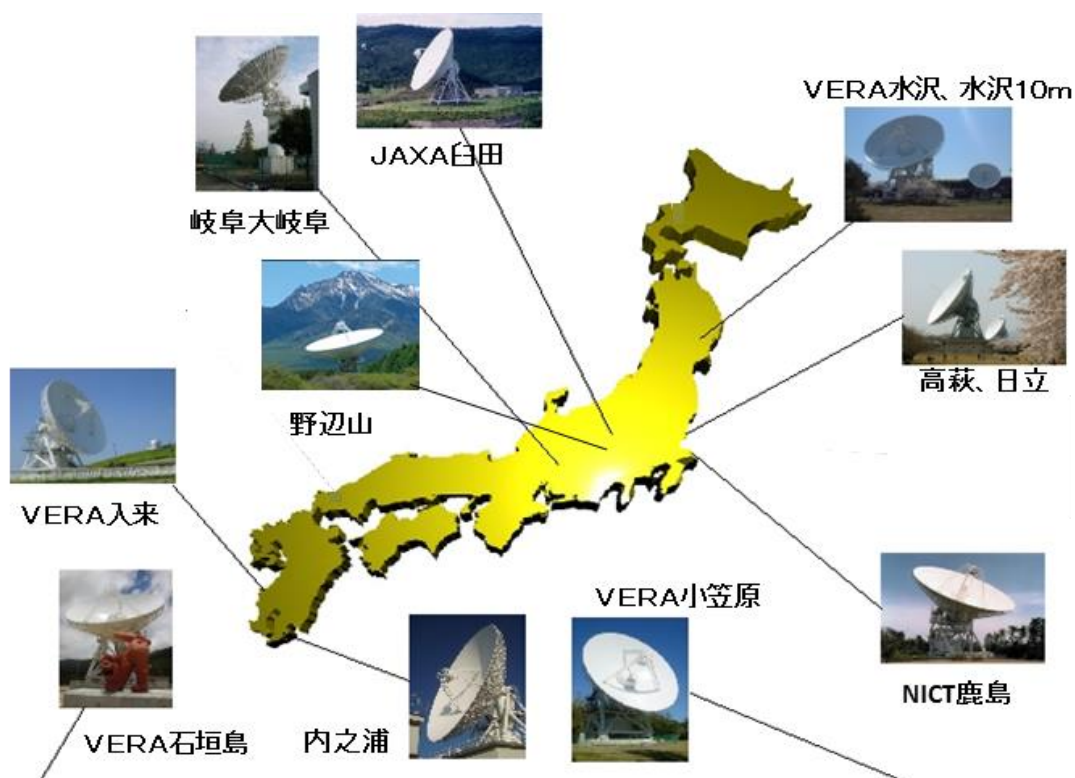 VERA水沢、水沢10m
JAXA臼田
岐阜大岐阜
高萩、日立
野辺山
VERA入来
VERA小笠原
NICT鹿島
VERA石垣島
内之浦